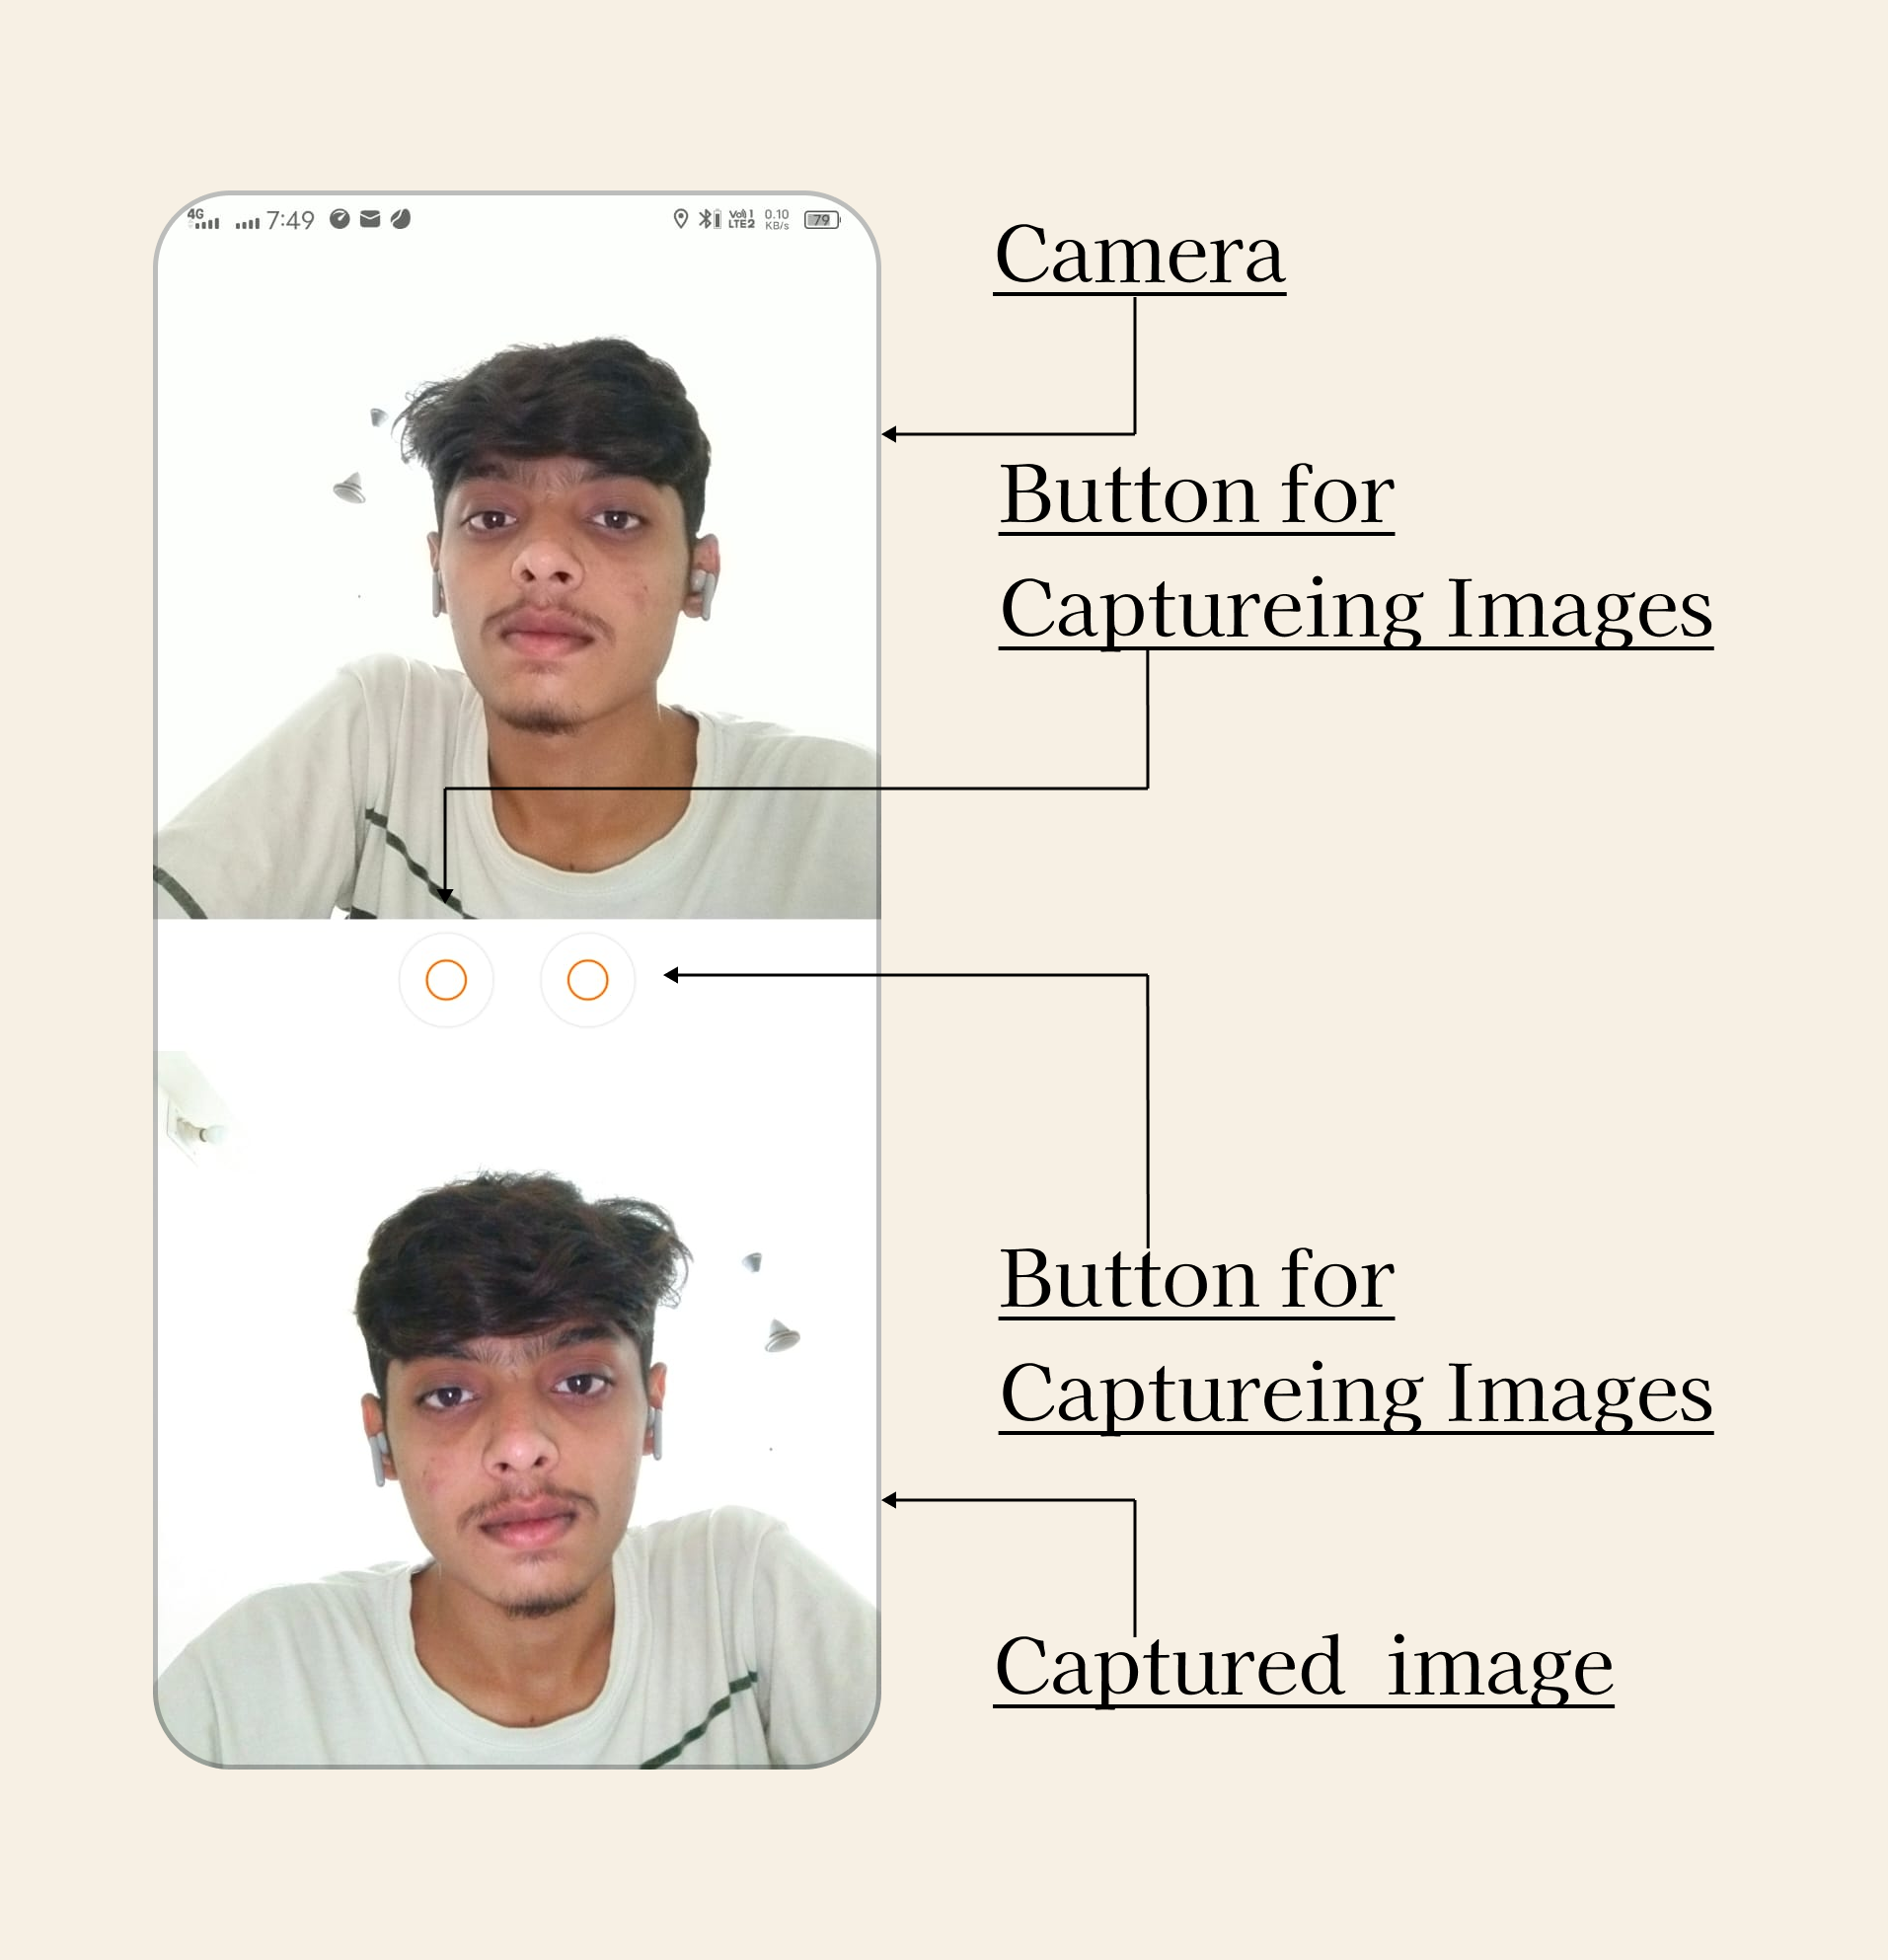 4G 7:49 Vo) 1 LTE2 0.10 KB/s 79
Camera
Button for
Captureing Images
Button for
Captureing Images
Captured image